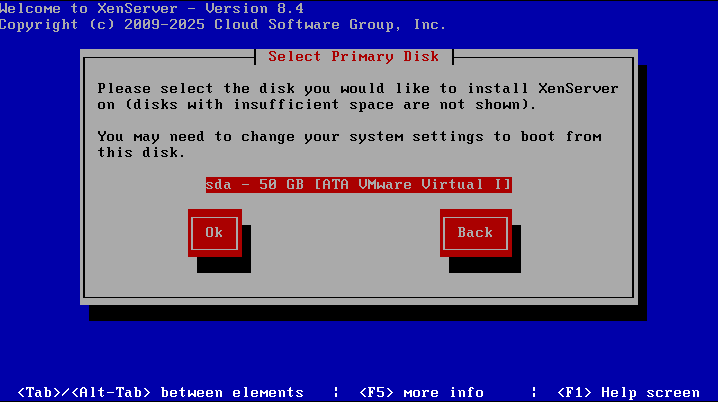 Welcome to XenServer - Version 8.4
Copyright (c) 2009-2025 Cloud Software Group, Inc.
Select Primary Disk
Please select the disk you would like to install XenServer
on (disks with insufficient space are not shown).
You may need to change your system settings to boot from
this disk.
sda - 50 GB [ATA VMware Virtual I]
Ok Back
<Tab>/<Alt-Tab> between elements ¦ <F5> more info ¦ <F1> Help screen